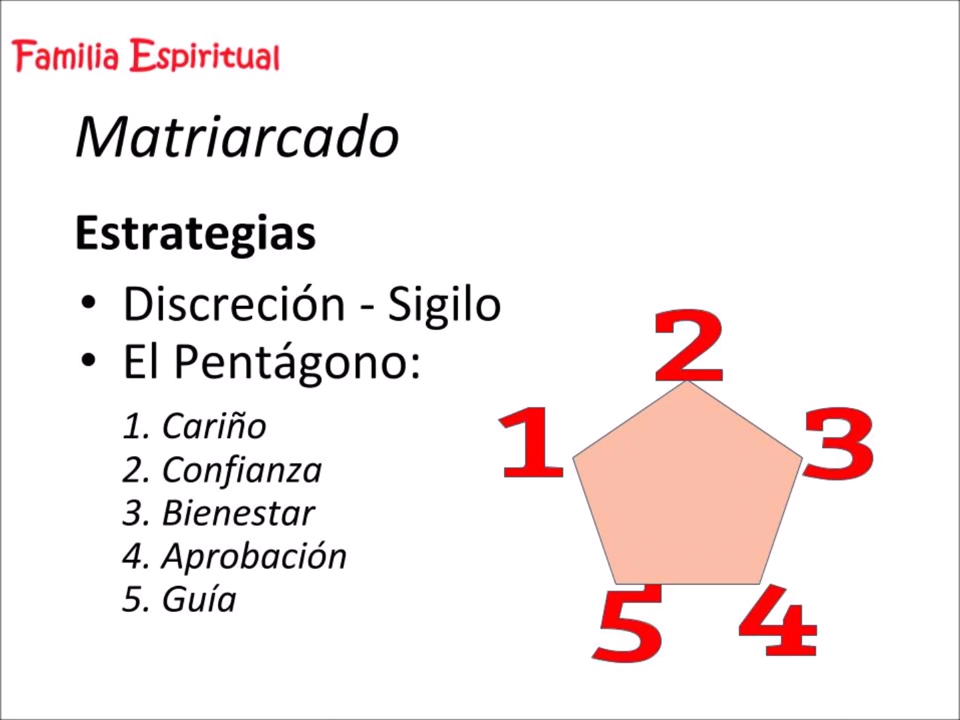 Familia Espiritual
Matriarcado
Estrategias
• Discreción - Sigilo
• El Pentágono:
1. Cariño
2. Confianza
3. Bienestar
4. Aprobación
5. Guía
2
1
3
5
4